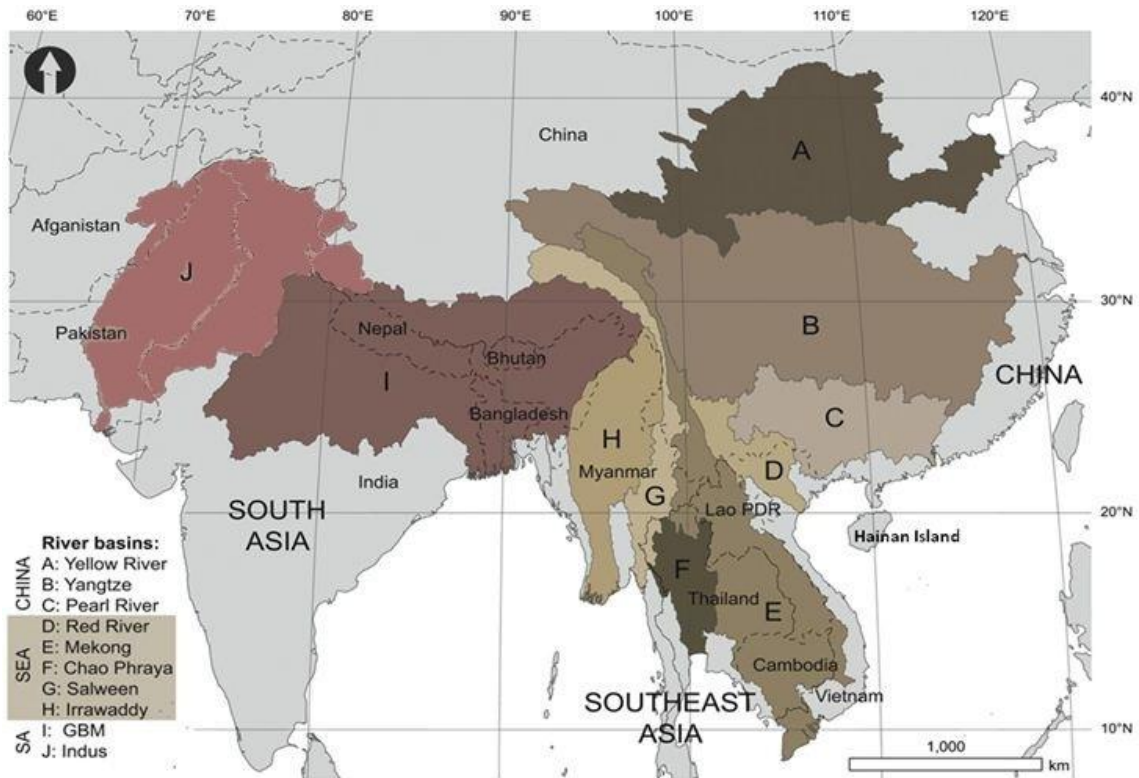 60°E 70°E 80°E 90°E 100°E 110°E 120°E
40°N
China
A
Afganistan
J
30°N
B
Pakistan
Nepal
Bhutan
CHINA
I
Bangladesh
C
H
Myanmar
D
India
G
Lao PDR
SOUTH
ASIA
20°N
Hainan Island
F
Thailand
E
Cambodia
Vietnam
SOUTHEAST
ASIA
10°N
1,000
km
River basins:
CHINA
A: Yellow River
B: Yangtze
C: Pearl River
SEA
D: Red River
E: Mekong
F: Chao Phraya
G: Salween
H: Irrawaddy
SA
I: GBM
J: Indus